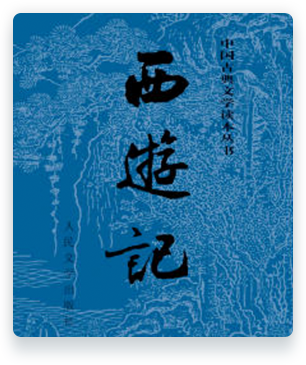 中国古典文学读本丛书
西遊記
人民文学出版社